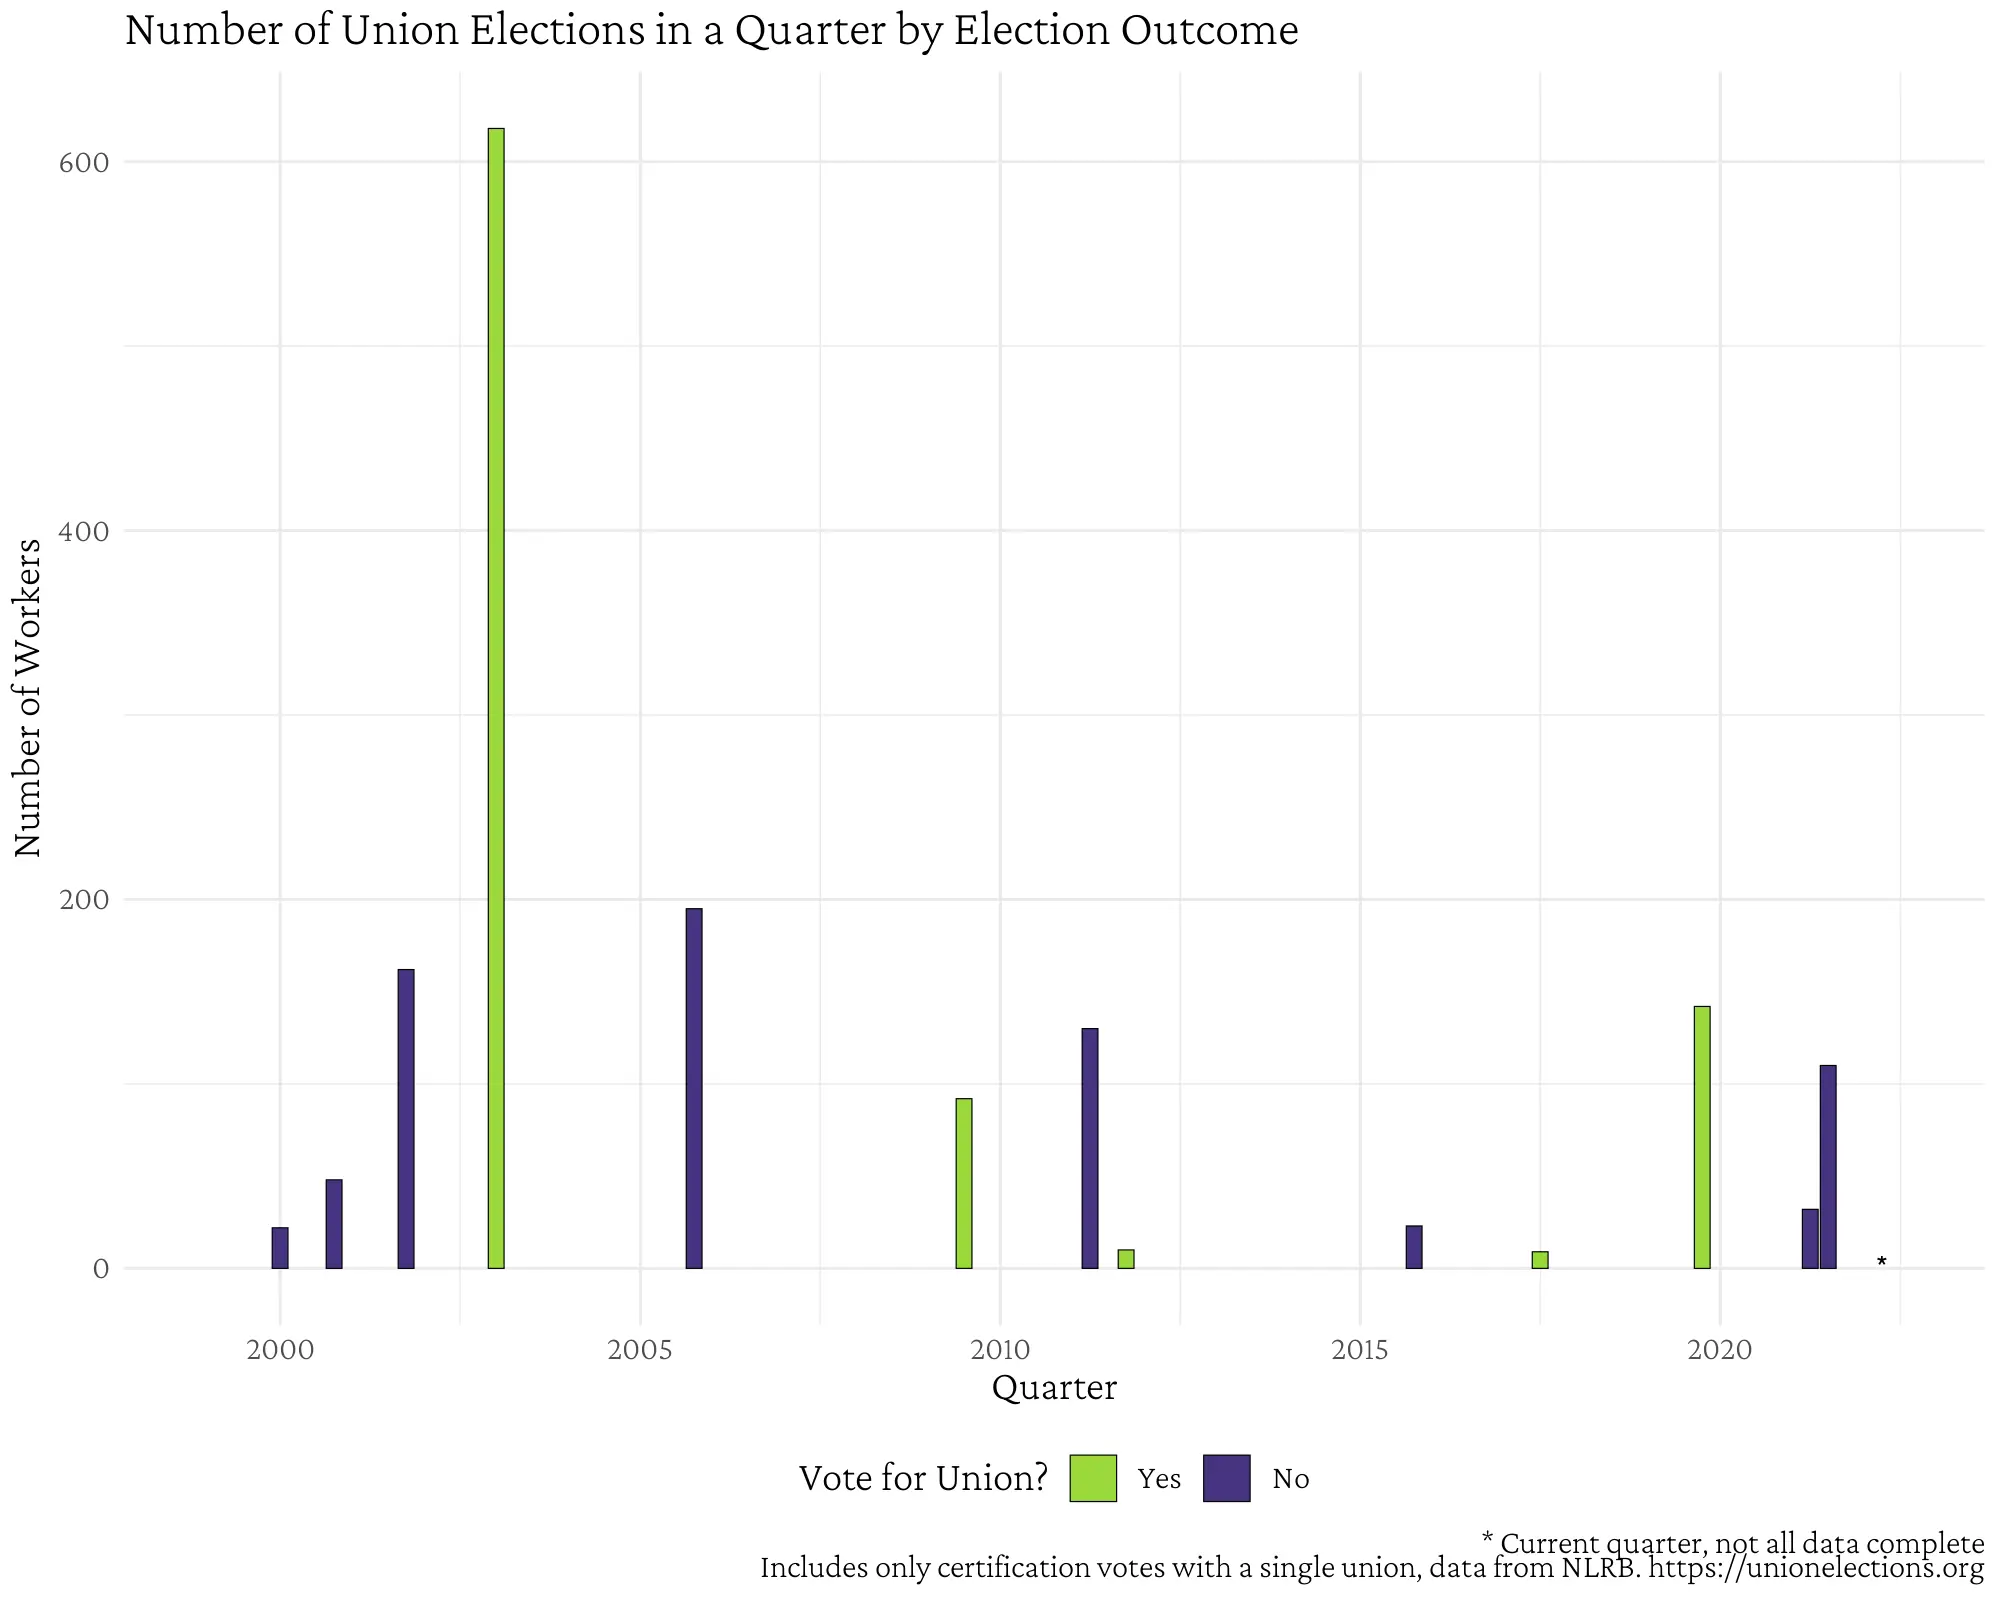 Number of Union Elections in a Quarter by Election Outcome
Number of Workers
600
400
200
0
2000 2005 2010 2015 2020
*
Quarter
Vote for Union? Yes No
* Current quarter, not all data complete
Includes only certification votes with a single union, data from NLRB. https://unionelections.org